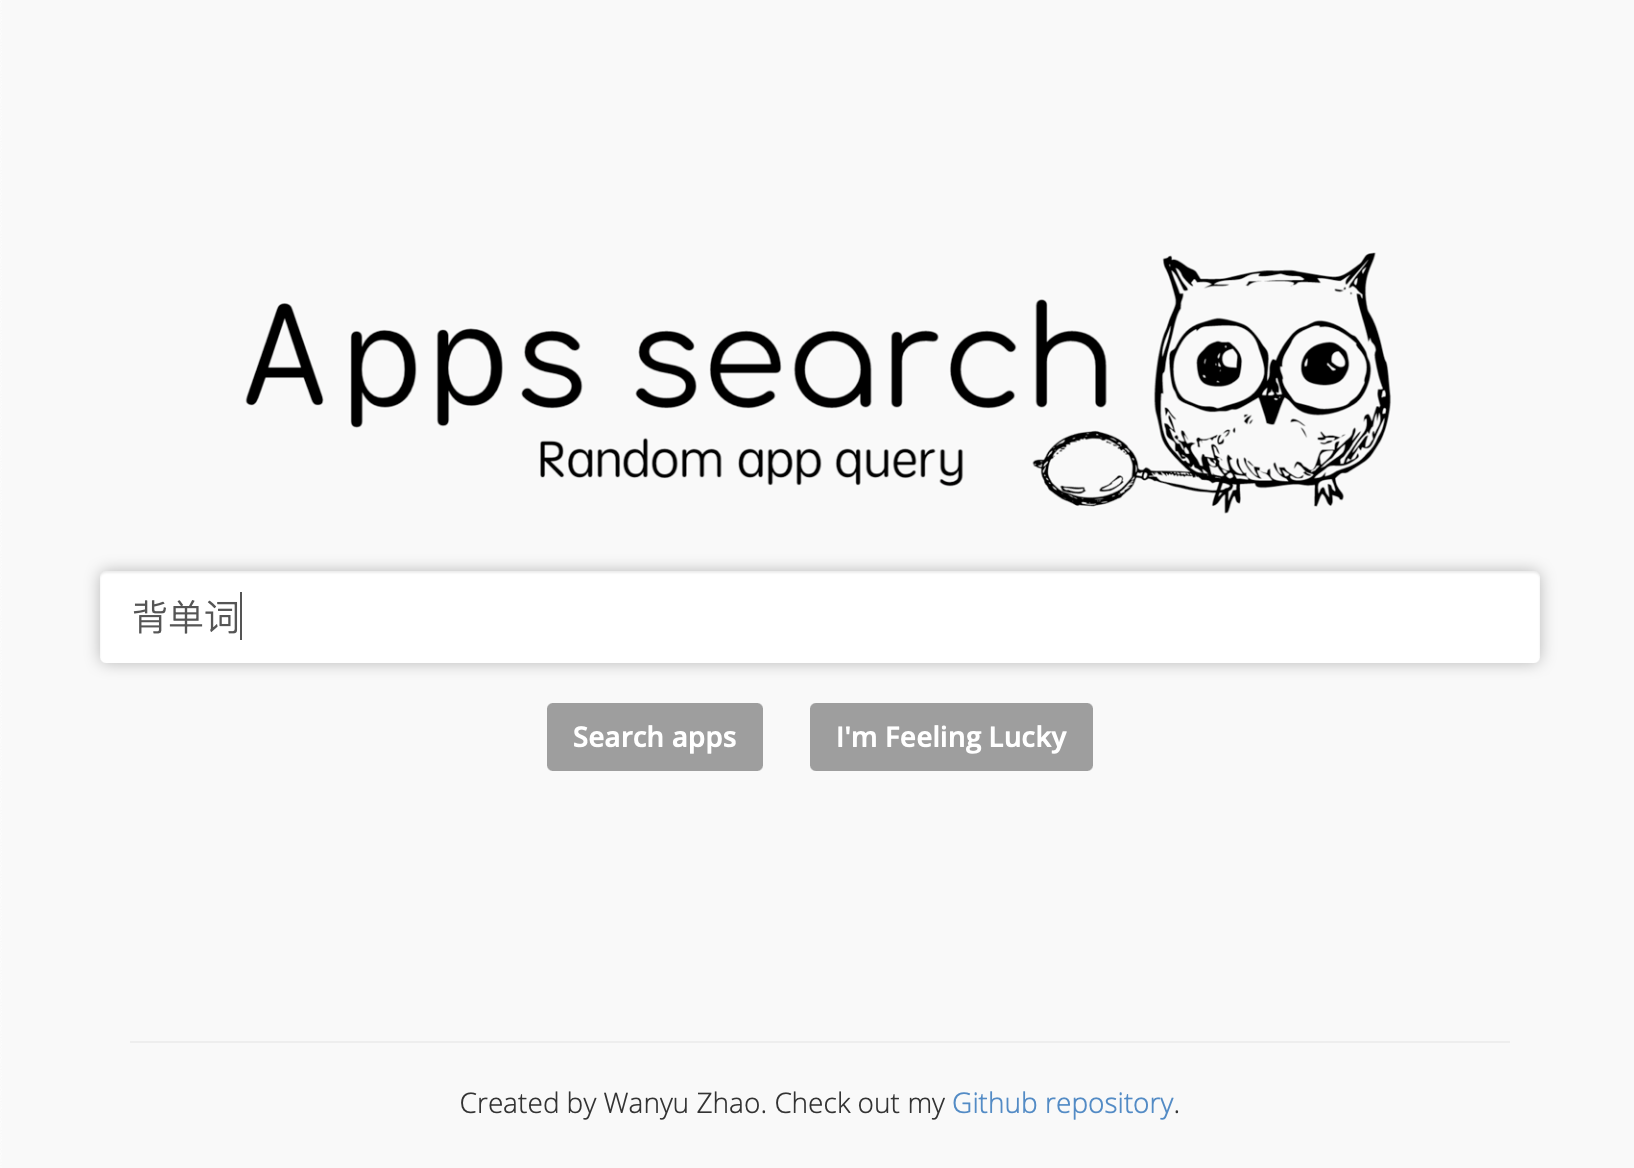 Apps search
Random app query
背单词
Search apps
I'm Feeling Lucky
Created by Wanyu Zhao. Check out my Github repository.